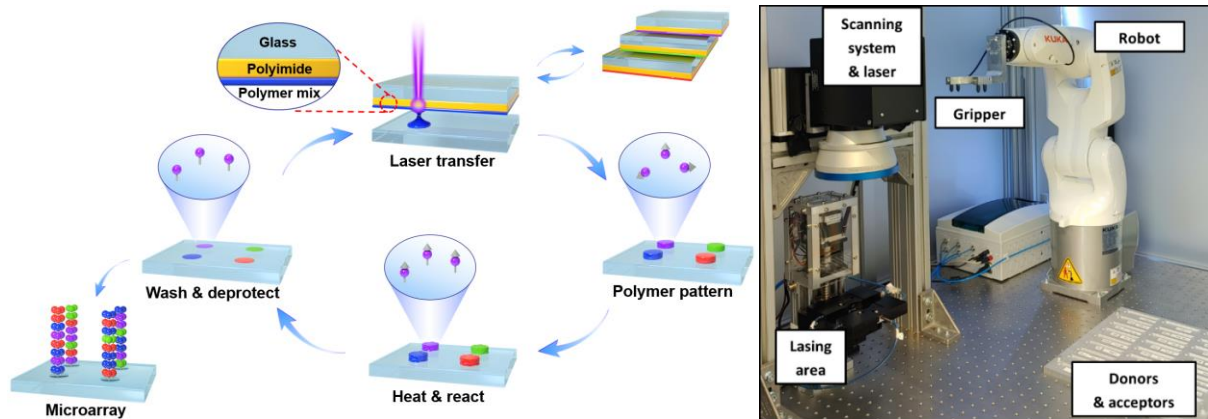 Glass
Polyimide
Polymer mix
Laser transfer
Polymer pattern
Heat & react
Wash & deprotect
Microarray
Scanning
system
& laser
KUKA
Robot
Gripper
Lasing
area
Donors
& acceptors